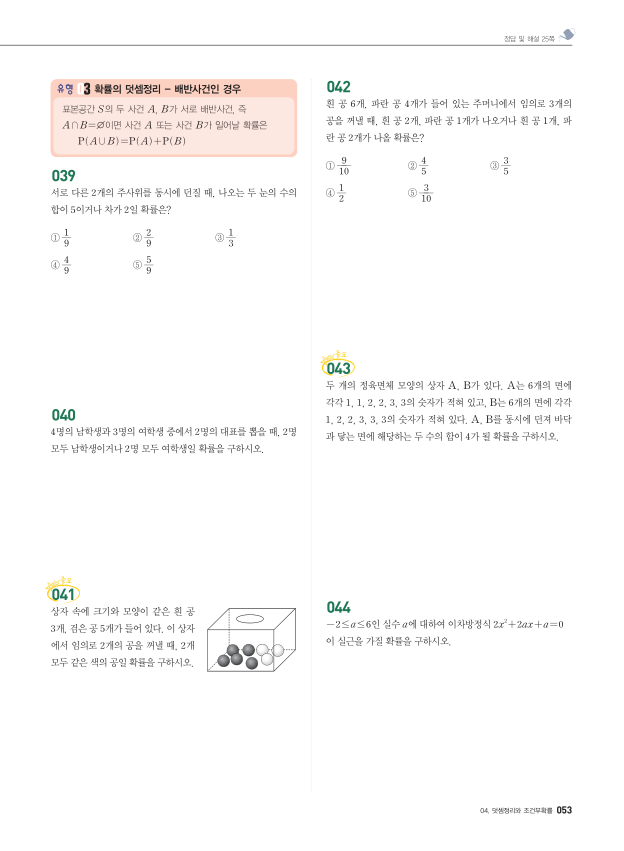 정답 및 해설 25쪽
유형 03 확률의 덧셈정리 – 배반사건인 경우
표본공간 S의 두 사건 A, B가 서로 배반사건, 즉
A∩B=∅이면 사건 A 또는 사건 B가 일어날 확률은
P(A∪B)=P(A)+P(B)
039
서로 다른 2개의 주사위를 동시에 던질 때, 나오는 두 눈의 수의
합이 5이거나 차가 2일 확률은?
① 1/9 ② 2/9 ③ 1/3
④ 4/9 ⑤ 5/9
040
4명의 남학생과 3명의 여학생 중에서 2명의 대표를 뽑을 때, 2명
모두 남학생이거나 2명 모두 여학생일 확률을 구하시오.
041
상자 속에 크기와 모양이 같은 흰 공
3개, 검은 공 5개가 들어 있다. 이 상자
에서 임의로 2개의 공을 꺼낼 때, 2개
모두 같은 색의 공일 확률을 구하시오.
042
흰 공 6개, 파란 공 4개가 들어 있는 주머니에서 임의로 3개의
공을 꺼낼 때, 흰 공 2개, 파란 공 1개가 나오거나 흰 공 1개, 파
란 공 2개가 나올 확률은?
① 9/10 ② 4/5 ③ 3/5
④ 1/2 ⑤ 3/10
043
두 개의 정육면체 모양의 상자 A, B가 있다. A는 6개의 면에
각각 1, 1, 2, 2, 3, 3의 숫자가 적혀 있고, B는 6개의 면에 각각
1, 2, 2, 3, 3, 3의 숫자가 적혀 있다. A, B를 동시에 던져 바닥
과 닿는 면에 해당하는 두 수의 합이 4가 될 확률을 구하시오.
044
−2≤a≤6인 실수 a에 대하여 이차방정식 2x²+2ax+a=0
이 실근을 가질 확률을 구하시오.
04. 덧셈정리와 조건부확률 053